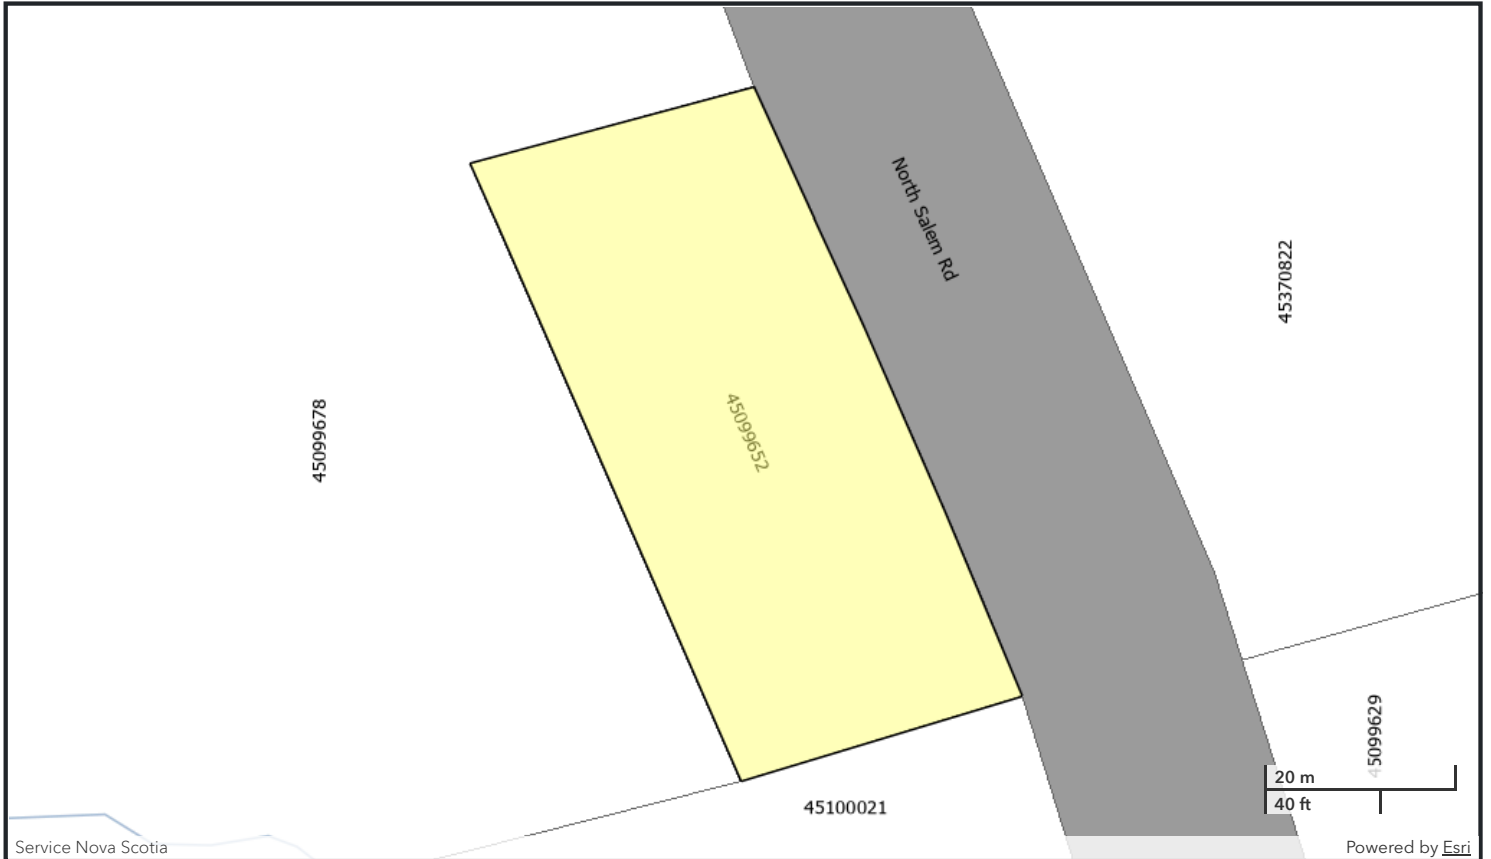 North Salem Rd
45370822
45099678
45099652
45099629
45100021
20 m
40 ft
Service Nova Scotia
Powered by Esri